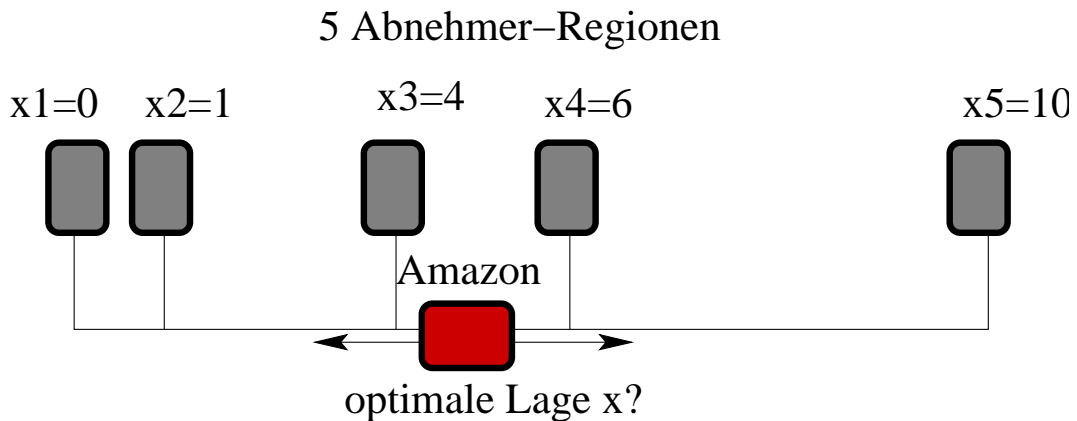 5 Abnehmer–Regionen
x1=0 x2=1 x3=4 x4=6 x5=10
Amazon
optimale Lage x?